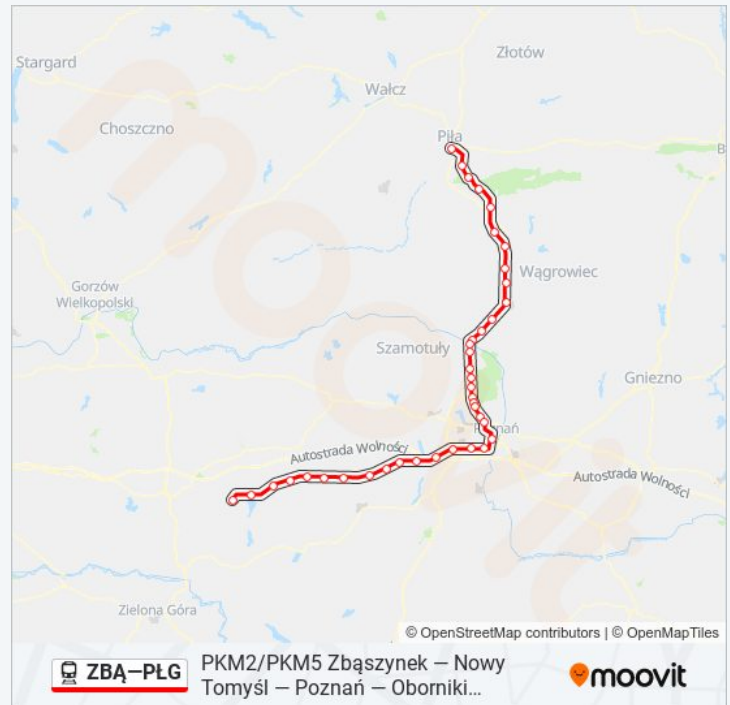 Stargard
Złotów
Wałcz
Choszczno
Piła
B
Wągrowiec
Gorzów
Wielkopolski
Szamotuły
Gniezno
Poznań
Autostrada Wolności
Autostrada Wolności
Zielona Góra
© OpenStreetMap contributors | © OpenMapTiles
ZBĄ—PŁG
PKM2/PKM5 Zbąszynek — Nowy
Tomyśl — Poznań — Oborniki...
moovit